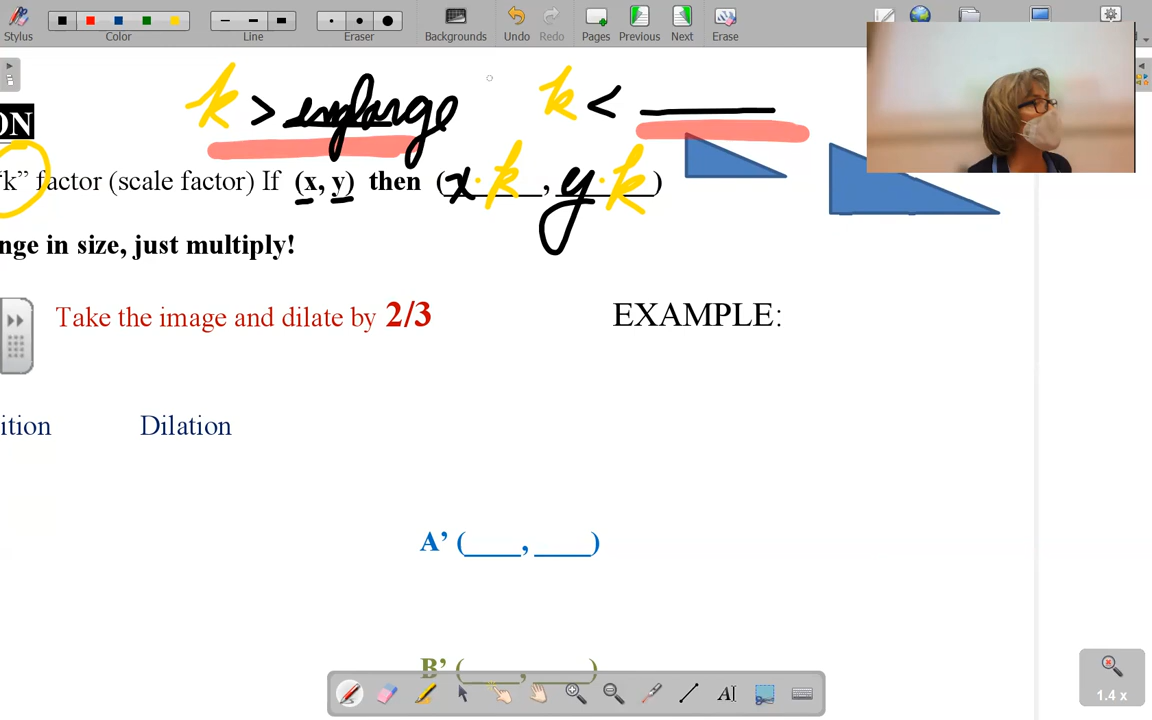 Stylus Color Line Eraser Backgrounds Undo Redo Pages Previous Next Erase
k > enlarge k < ____
ON
"k" factor (scale factor) If (x, y) then (x·k, y·k)
nge in size, just multiply!
Take the image and dilate by 2/3 EXAMPLE:
ition Dilation
A' (____, ____)
B' (____, ____)
1.4 x